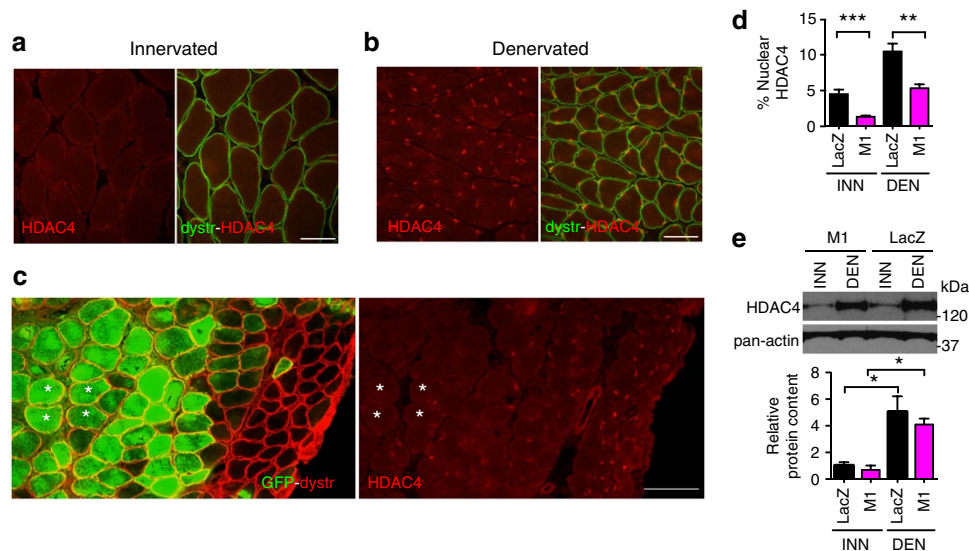 a
Innervated
HDAC4
dystr-HDAC4
b
Denervated
HDAC4
dystr-HDAC4
c
* *
* *
GFP-dystr
* *
* *
HDAC4
d
% Nuclear
HDAC4
15
10
5
0
*** **
LacZ M1 LacZ M1
INN DEN
e
M1 LacZ
INN DEN INN DEN
kDa
HDAC4
-120
pan-actin
-37
Relative
protein content
8
6
4
2
0
*
*
LacZ M1 LacZ M1
INN DEN